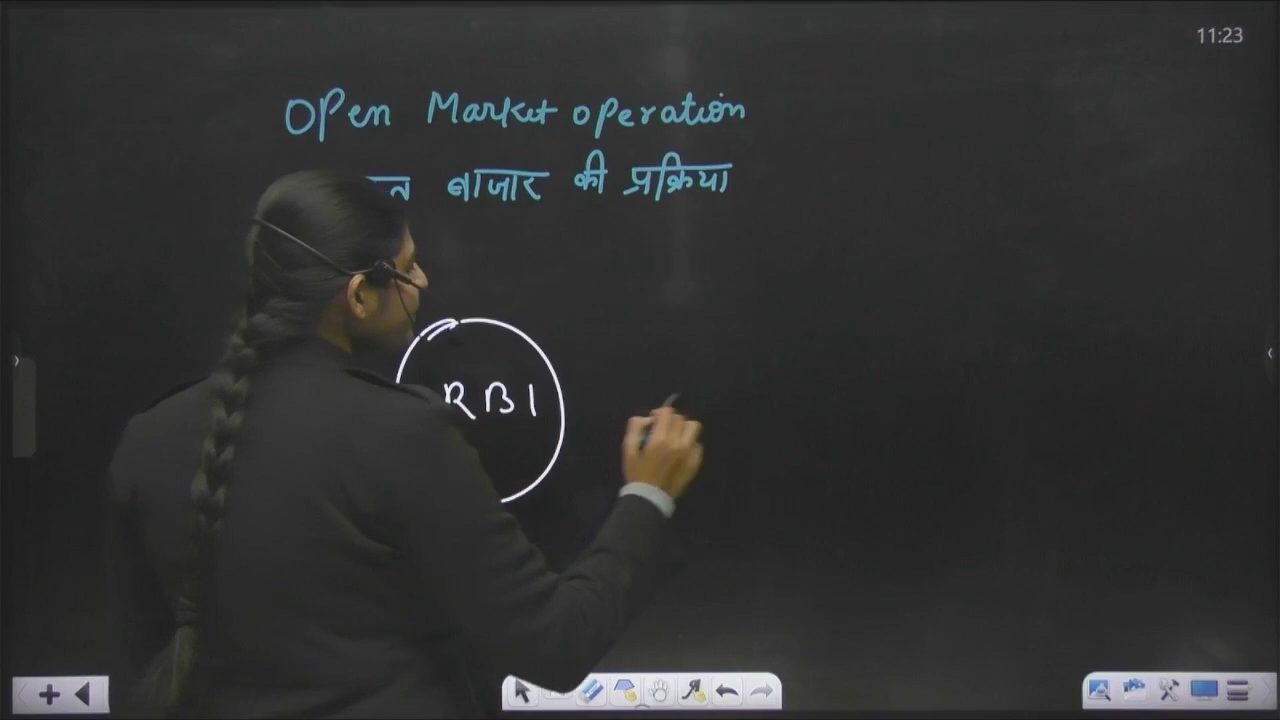 11:23
Open Market operation
बाजार की प्रक्रिया
RBI